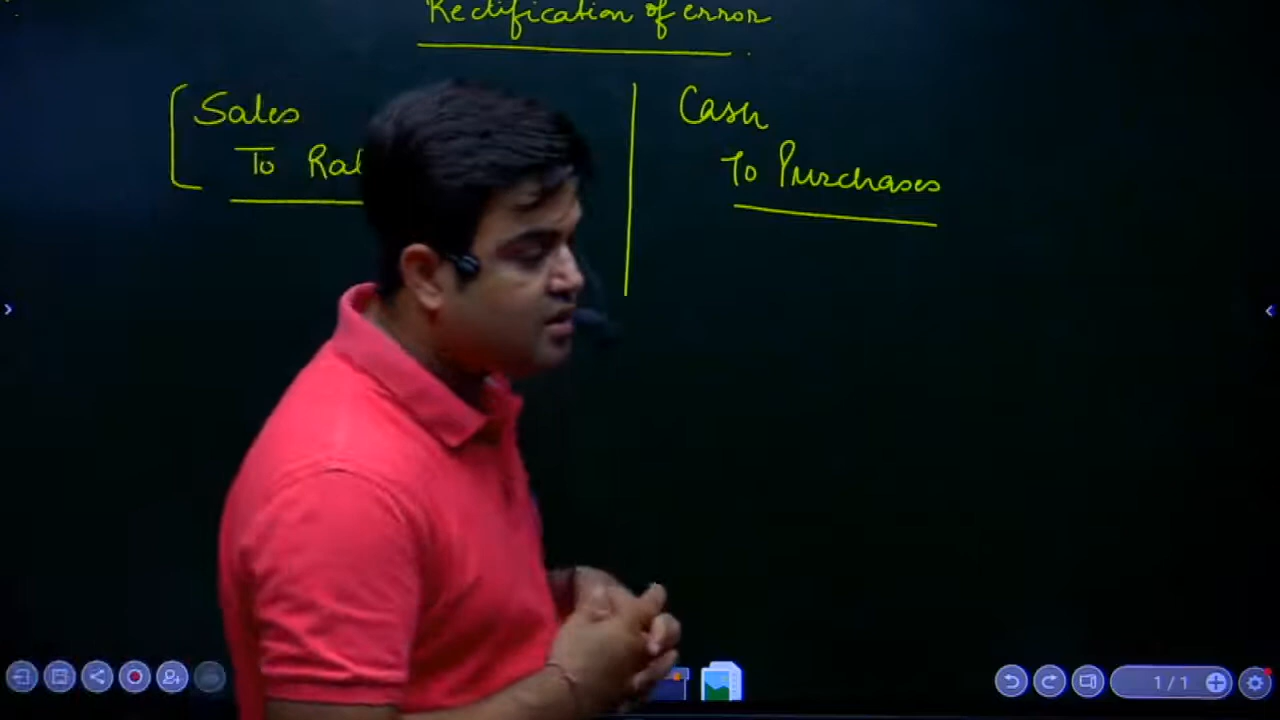 Rectification of error
Sales
To
Cash
To Purchases
1/1